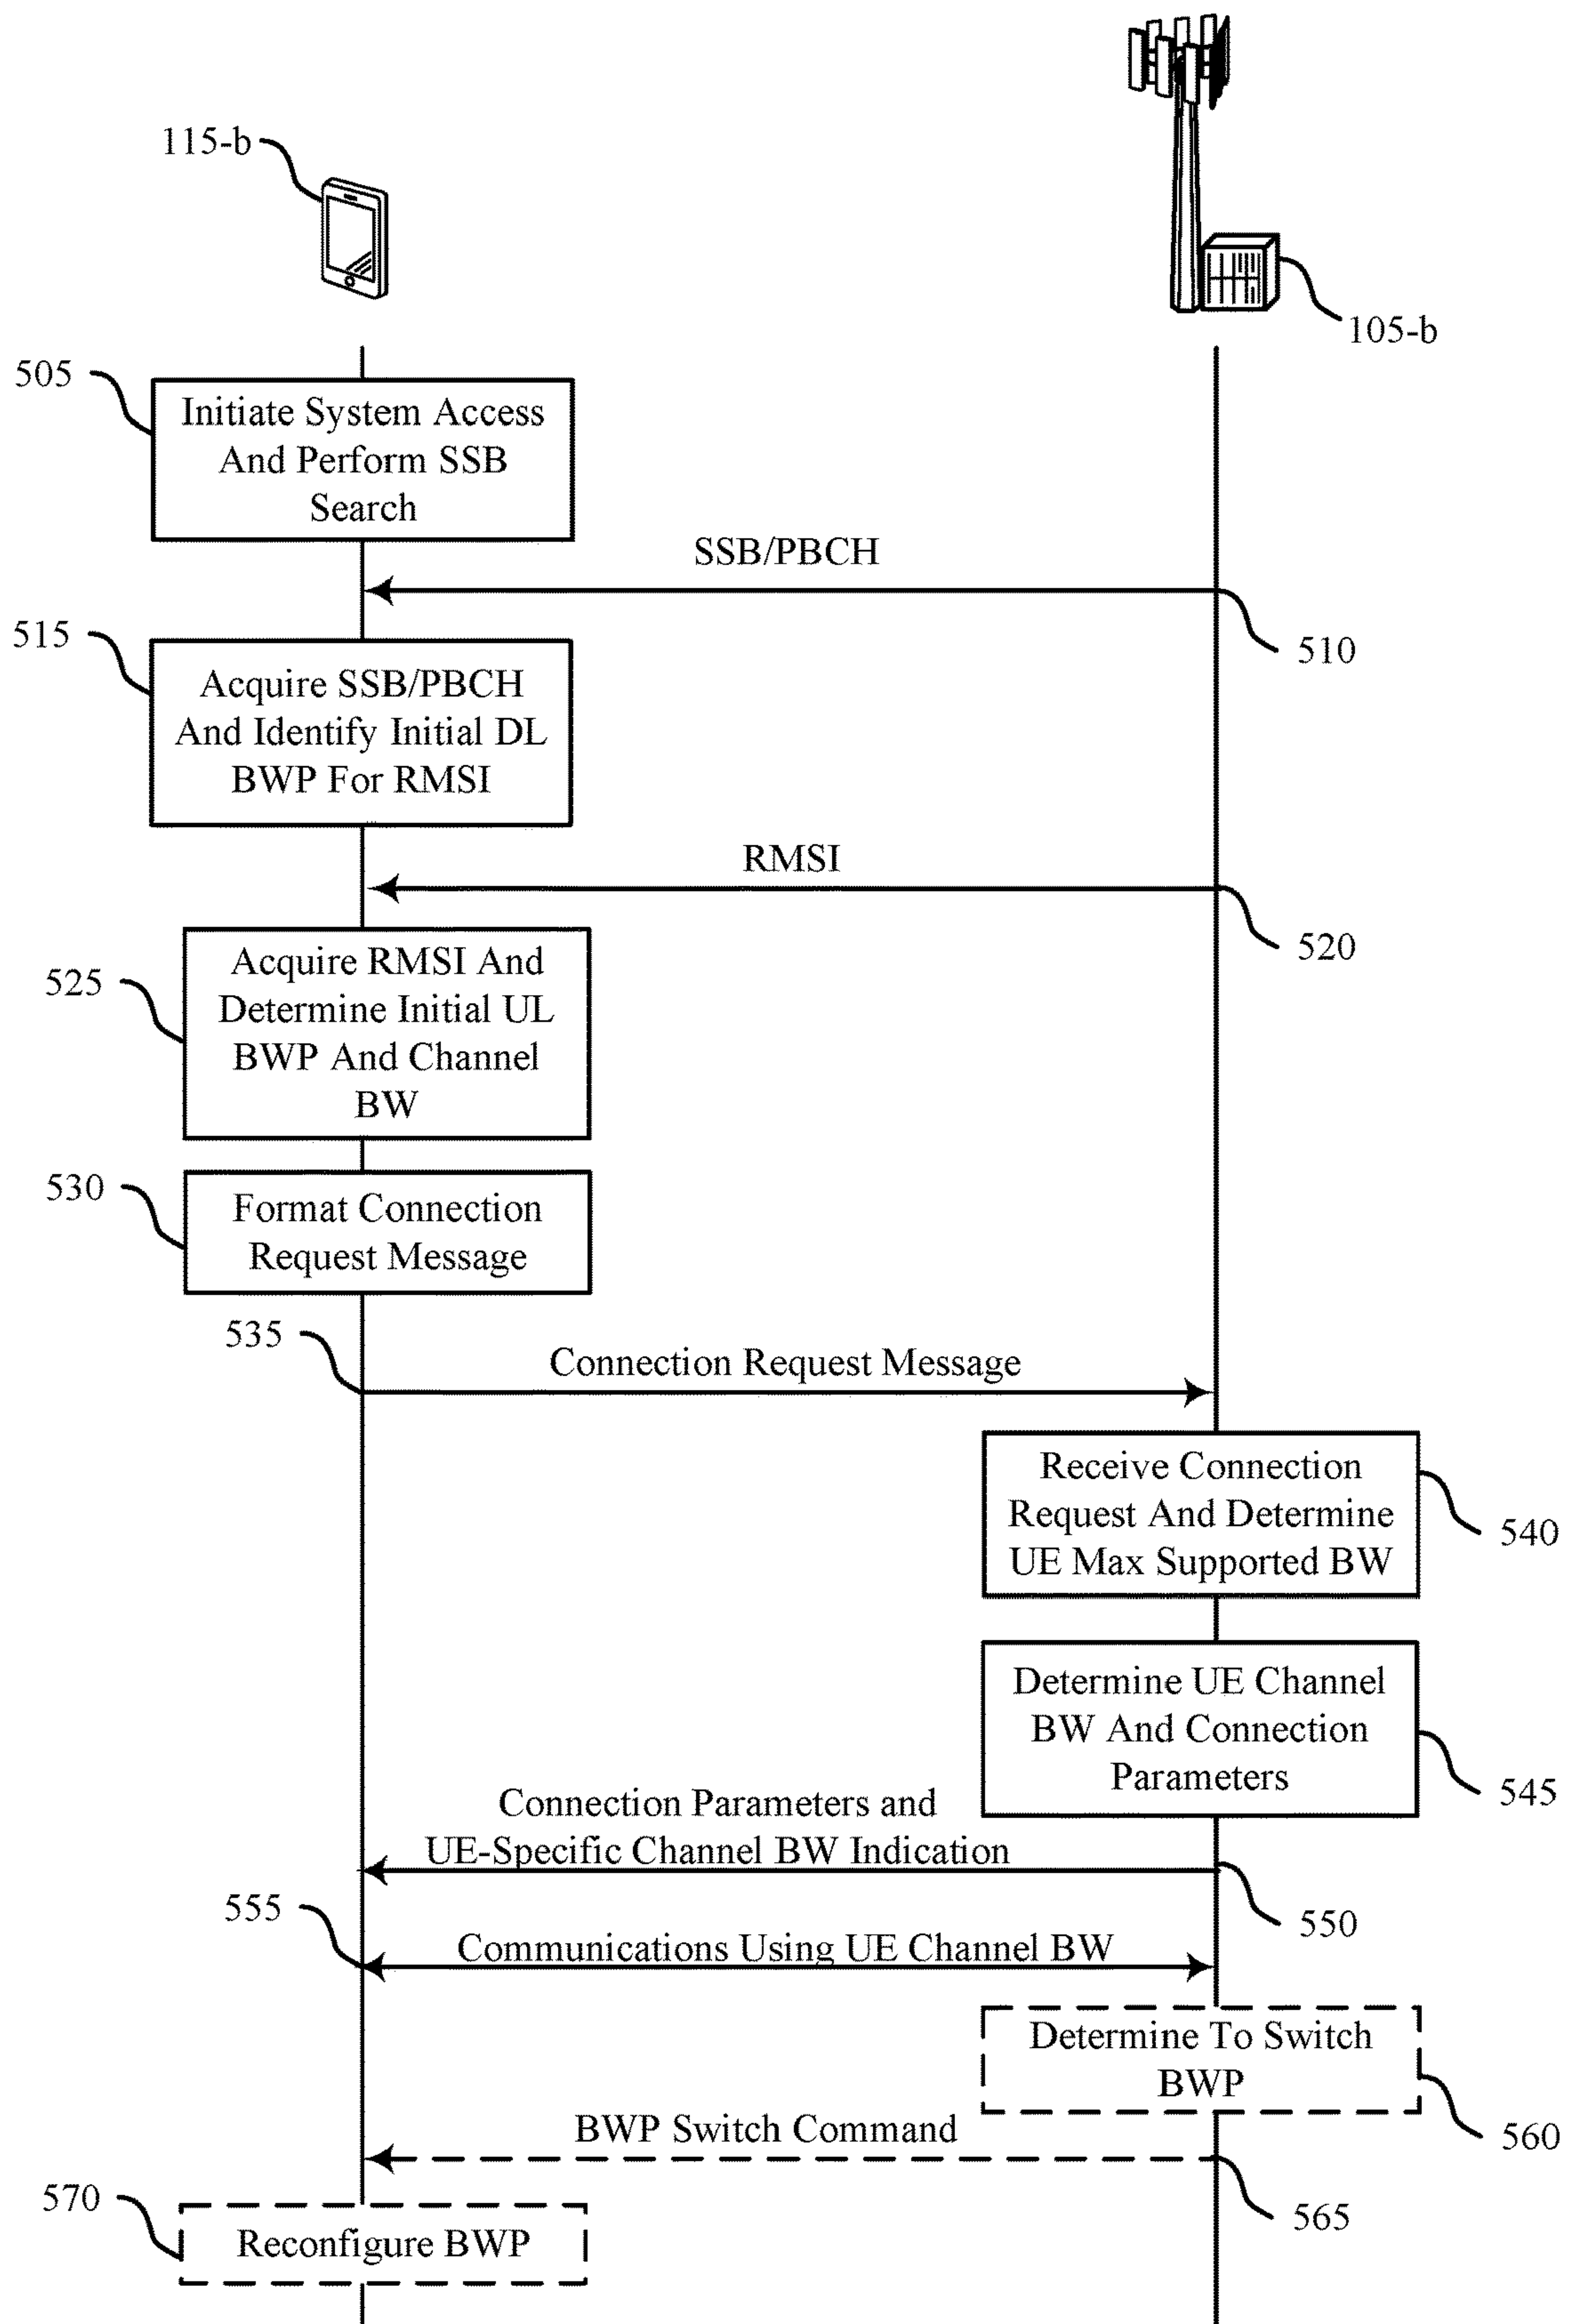 115-b
105-b
505
Initiate System Access
And Perform SSB
Search
SSB/PBCH
510
515
Acquire SSB/PBCH
And Identify Initial DL
BWP For RMSI
RMSI
520
525
Acquire RMSI And
Determine Initial UL
BWP And Channel
BW
530
Format Connection
Request Message
535
Connection Request Message
Receive Connection
Request And Determine
UE Max Supported BW
540
Determine UE Channel
BW And Connection
Parameters
545
Connection Parameters and
UE-Specific Channel BW Indication
550
555
Communications Using UE Channel BW
Determine To Switch
BWP
560
BWP Switch Command
565
570
Reconfigure BWP